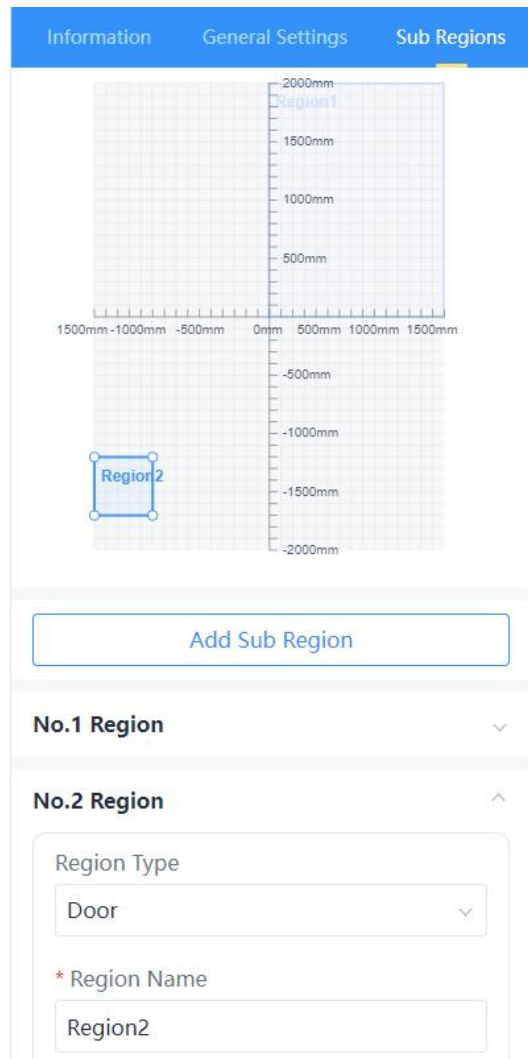 Information General Settings Sub Regions
2000mm
Region1
1500mm
1000mm
500mm
1500mm -1000mm -500mm 0mm 500mm 1000mm 1500mm
-500mm
-1000mm
Region2
-1500mm
-2000mm
Add Sub Region
No.1 Region
No.2 Region
Region Type
Door
* Region Name
Region2